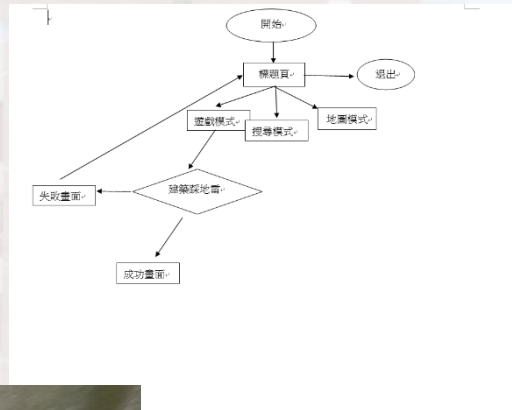 開始
標題頁
退出
遊戲模式
搜尋模式
地圖模式
失敗畫面
建築踩地雷
成功畫面